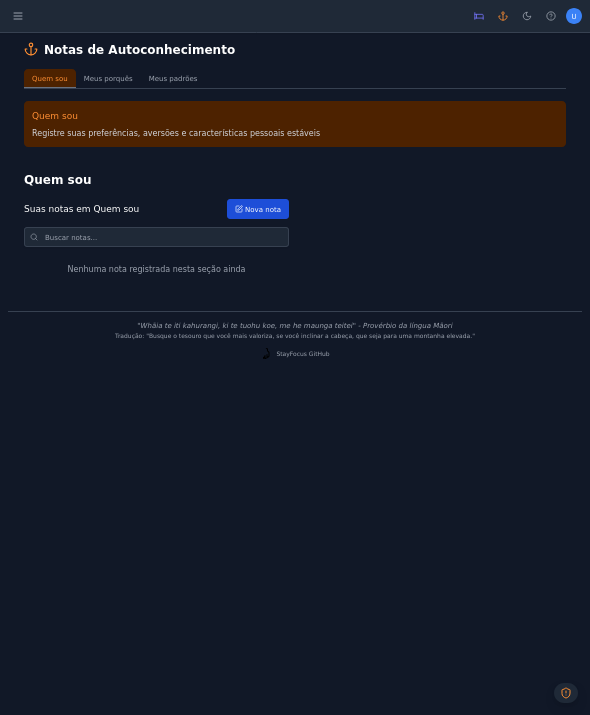 U
Notas de Autoconhecimento
Quem sou Meus porquês Meus padrões
Quem sou
Registre suas preferências, aversões e características pessoais estáveis
Quem sou
Suas notas em Quem sou
Nova nota
Buscar notas...
Nenhuma nota registrada nesta seção ainda
"Whāia te iti kahurangi, ki te tuohu koe, me he maunga teitei" - Provérbio da língua Māori
Tradução: "Busque o tesouro que você mais valoriza, se você inclinar a cabeça, que seja para uma montanha elevada."
StayFocus GitHub